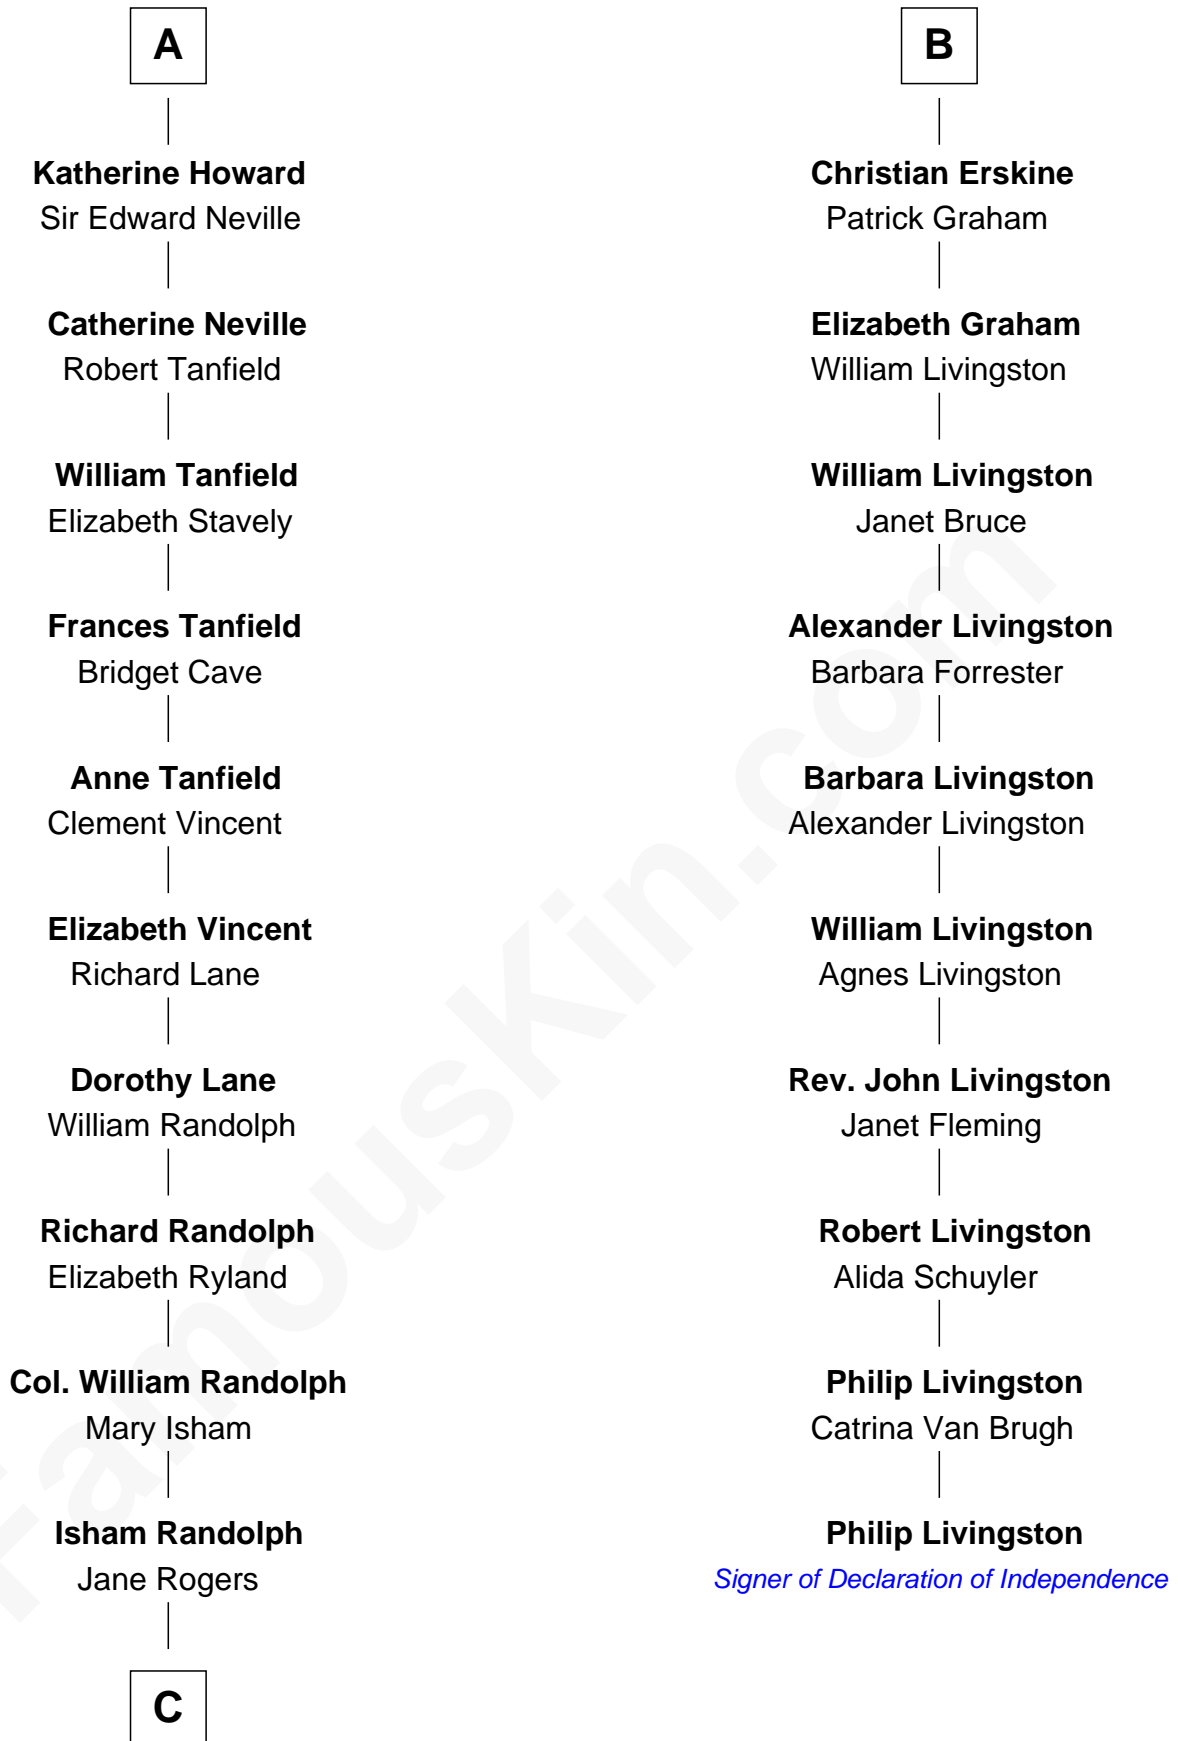 A
Katherine Howard
Sir Edward Neville
Catherine Neville
Robert Tanfield
William Tanfield
Elizabeth Stavely
Frances Tanfield
Bridget Cave
Anne Tanfield
Clement Vincent
Elizabeth Vincent
Richard Lane
Dorothy Lane
William Randolph
Richard Randolph
Elizabeth Ryland
Col. William Randolph
Mary Isham
Isham Randolph
Jane Rogers
C
B
Christian Erskine
Patrick Graham
Elizabeth Graham
William Livingston
William Livingston
Janet Bruce
Alexander Livingston
Barbara Forrester
Barbara Livingston
Alexander Livingston
William Livingston
Agnes Livingston
Rev. John Livingston
Janet Fleming
Robert Livingston
Alida Schuyler
Philip Livingston
Catrina Van Brugh
Philip Livingston
Signer of Declaration of Independence
FamousKin.com